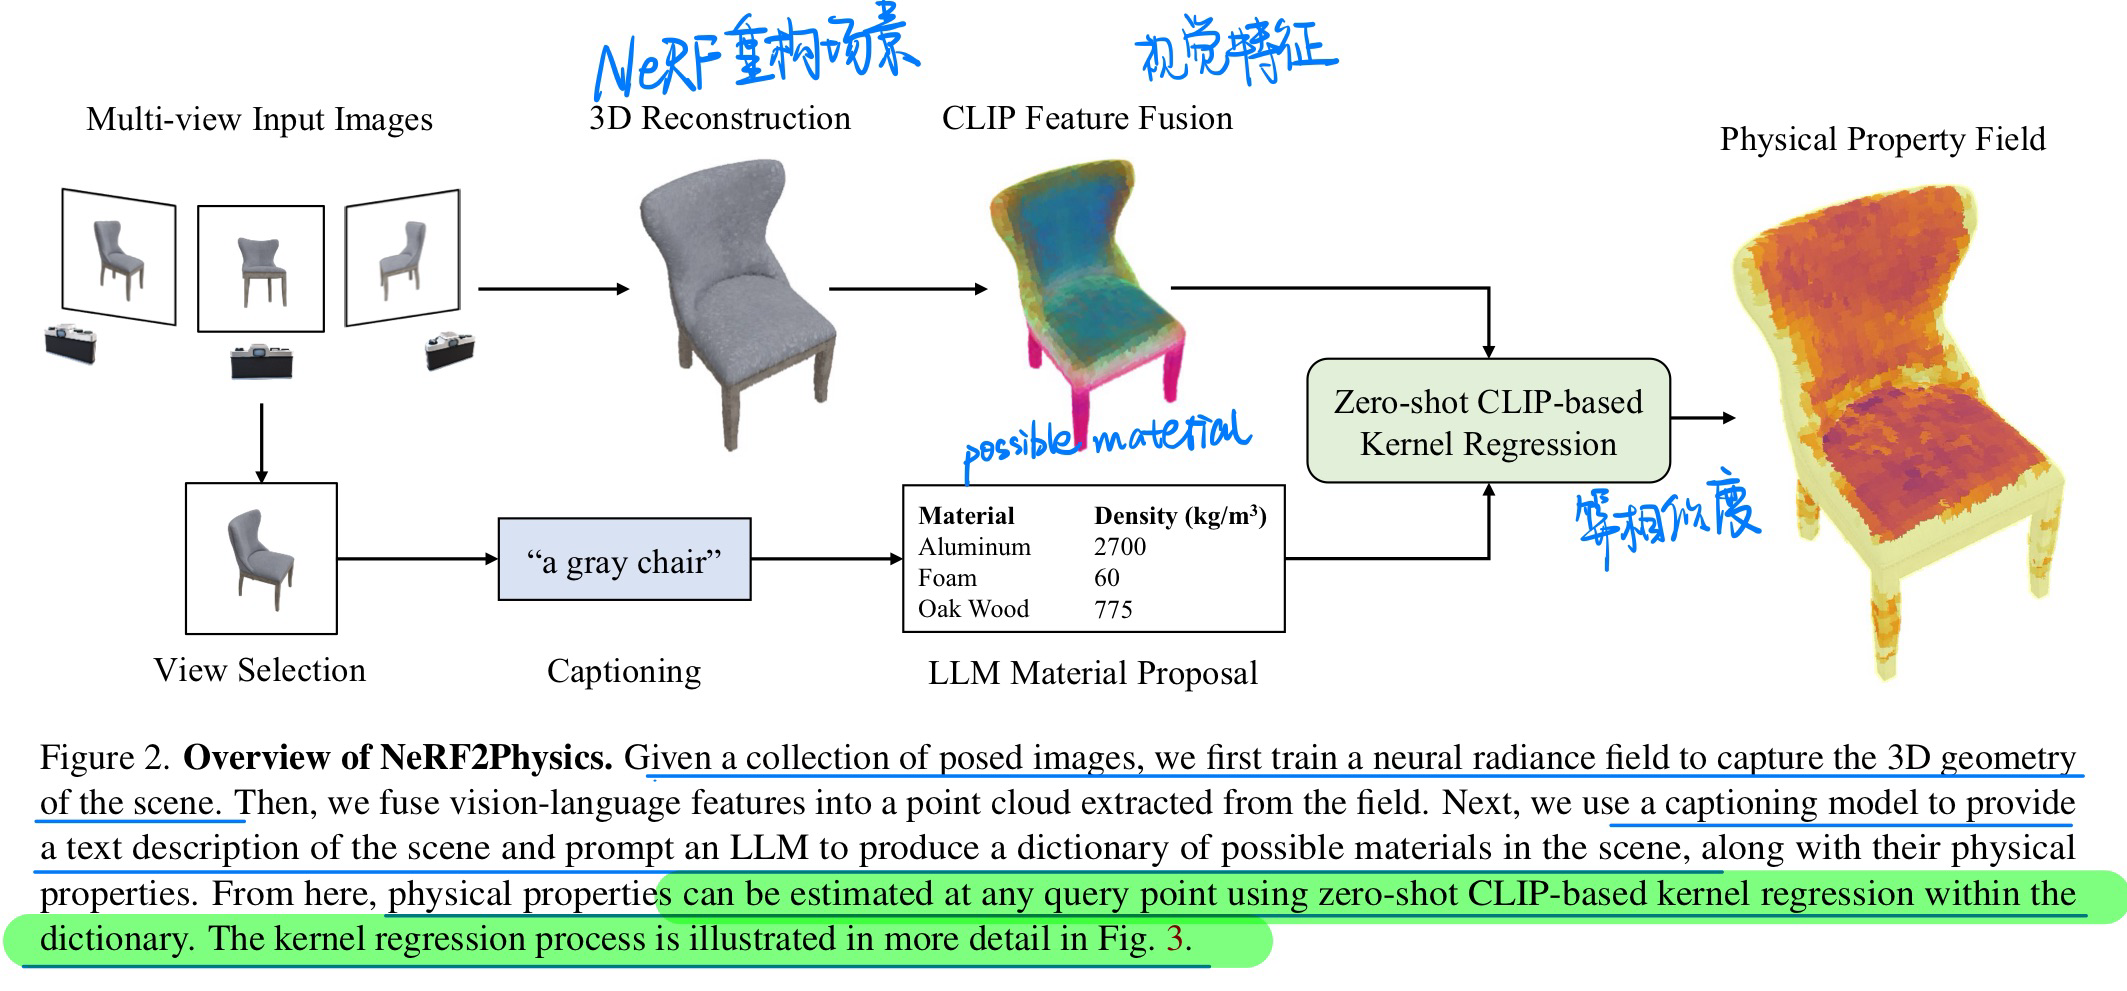 NeRF重构场景
视觉特征
Multi-view Input Images
3D Reconstruction
CLIP Feature Fusion
Physical Property Field
Zero-shot CLIP-based
Kernel Regression
possible material
算相似度
Material Density (kg/m³)
Aluminum 2700
Foam 60
Oak Wood 775
“a gray chair”
View Selection
Captioning
LLM Material Proposal
Figure 2. Overview of NeRF2Physics. Given a collection of posed images, we first train a neural radiance field to capture the 3D geometry
of the scene. Then, we fuse vision-language features into a point cloud extracted from the field. Next, we use a captioning model to provide
a text description of the scene and prompt an LLM to produce a dictionary of possible materials in the scene, along with their physical
properties. From here, physical properties can be estimated at any query point using zero-shot CLIP-based kernel regression within the
dictionary. The kernel regression process is illustrated in more detail in Fig. 3.